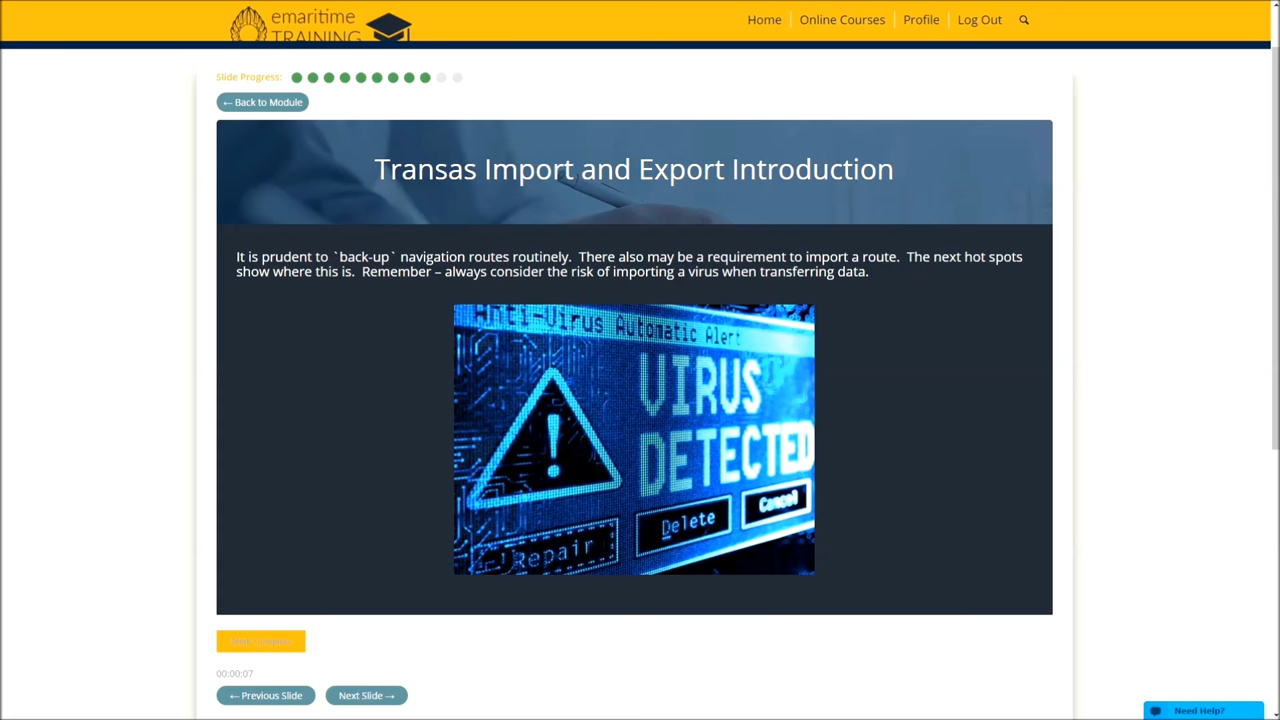 emaritime
TRAINING
Home
Online Courses
Profile
Log Out
Slide Progress:
← Back to Module
Transas Import and Export Introduction
It is prudent to `back-up` navigation routes routinely.  There also may be a requirement to import a route.  The next hot spots
show where this is.  Remember – always consider the risk of importing a virus when transferring data.
Anti-Virus Automatic Alert
VIRUS
DETECTED
Repair
Delete
Cancel
00:00:07
← Previous Slide
Next Slide →
Need Help?